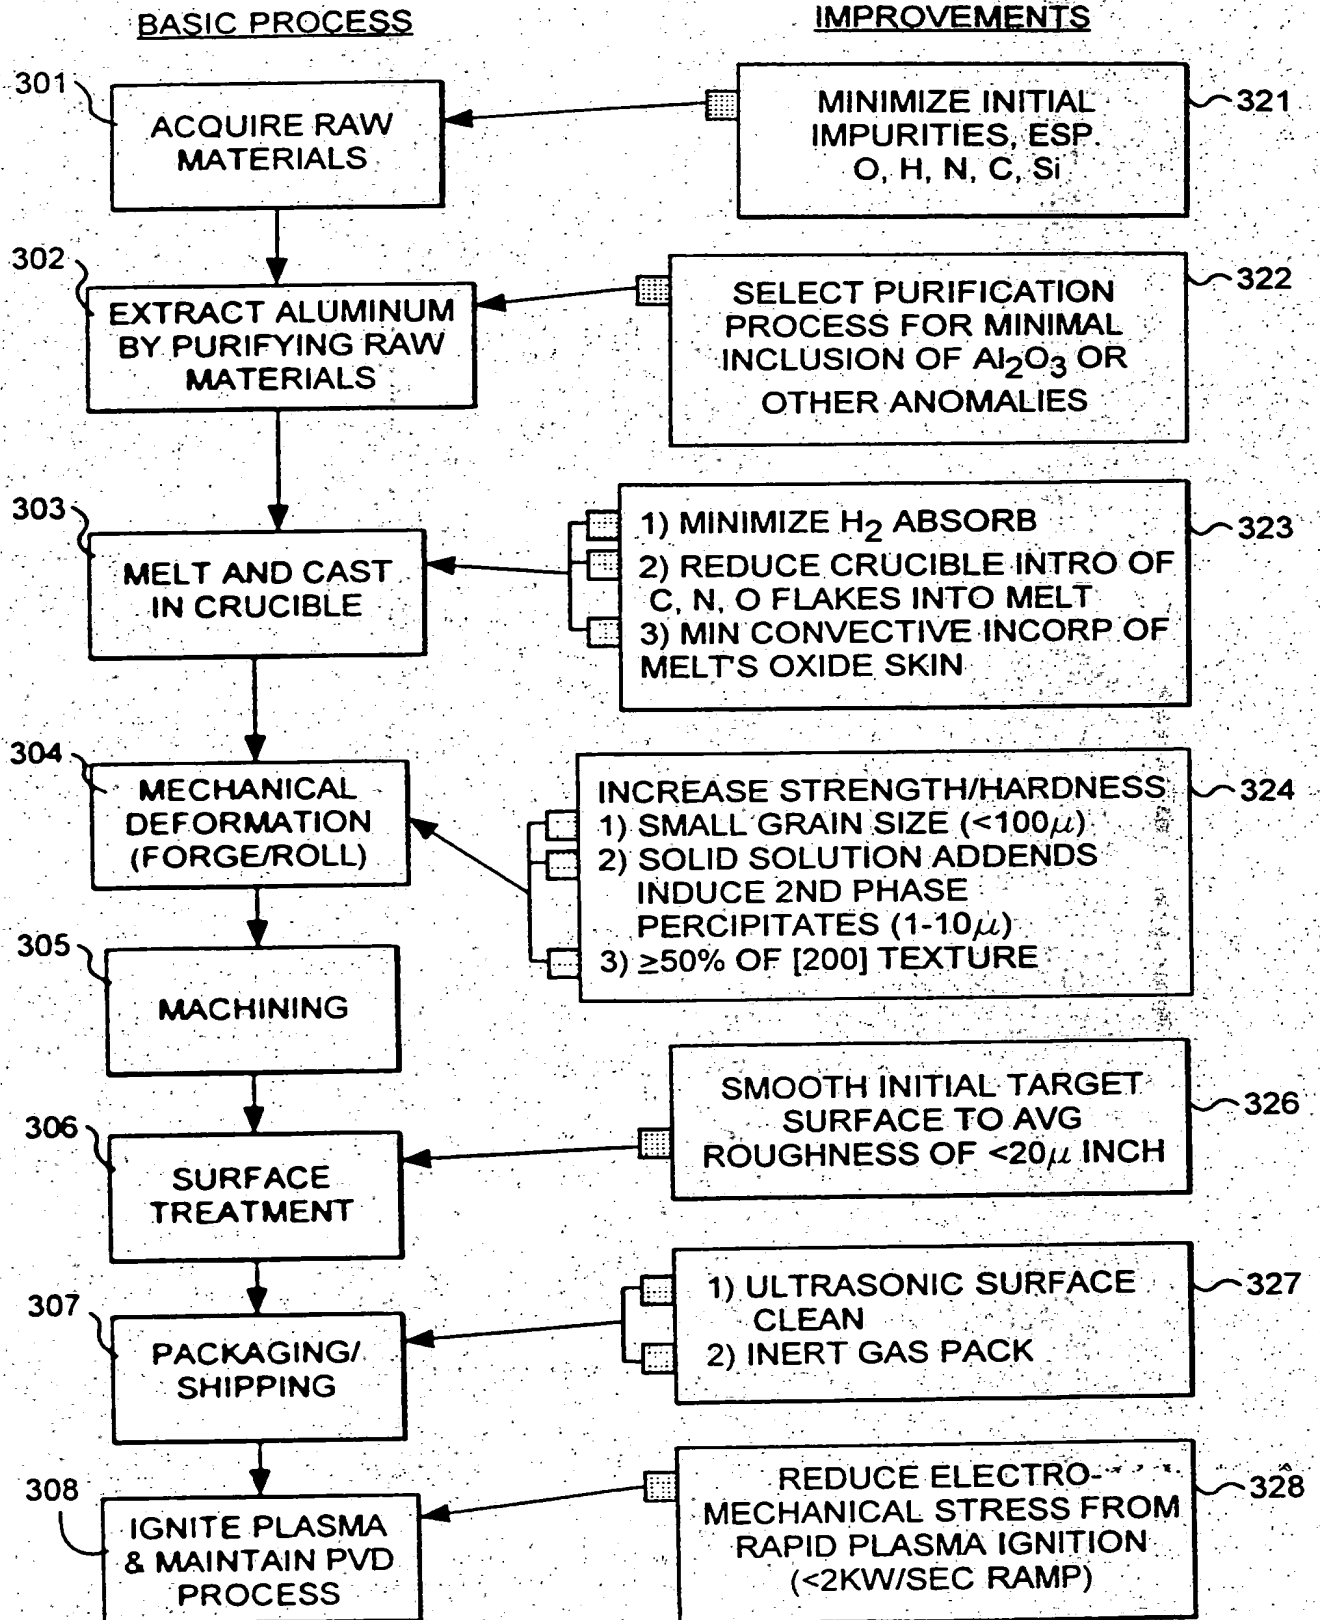 BASIC PROCESS
IMPROVEMENTS
301
ACQUIRE RAW
MATERIALS
MINIMIZE INITIAL
IMPURITIES, ESP.
O, H, N, C, Si
321
302
EXTRACT ALUMINUM
BY PURIFYING RAW
MATERIALS
SELECT PURIFICATION
PROCESS FOR MINIMAL
INCLUSION OF Al2O3 OR
OTHER ANOMALIES
322
303
MELT AND CAST
IN CRUCIBLE
1) MINIMIZE H2 ABSORB
2) REDUCE CRUCIBLE INTRO OF
C, N, O FLAKES INTO MELT
3) MIN CONVECTIVE INCORP OF
MELT'S OXIDE SKIN
323
304
MECHANICAL
DEFORMATION
(FORGE/ROLL)
INCREASE STRENGTH/HARDNESS
1) SMALL GRAIN SIZE (<100μ)
2) SOLID SOLUTION ADDENDS
INDUCE 2ND PHASE
PERCIPITATES (1-10μ)
3) ≥50% OF [200] TEXTURE
324
305
MACHINING
306
SURFACE
TREATMENT
SMOOTH INITIAL TARGET
SURFACE TO AVG
ROUGHNESS OF <20μ INCH
326
307
PACKAGING/
SHIPPING
1) ULTRASONIC SURFACE
CLEAN
2) INERT GAS PACK
327
308
IGNITE PLASMA
& MAINTAIN PVD
PROCESS
REDUCE ELECTRO-
MECHANICAL STRESS FROM
RAPID PLASMA IGNITION
(<2KW/SEC RAMP)
328